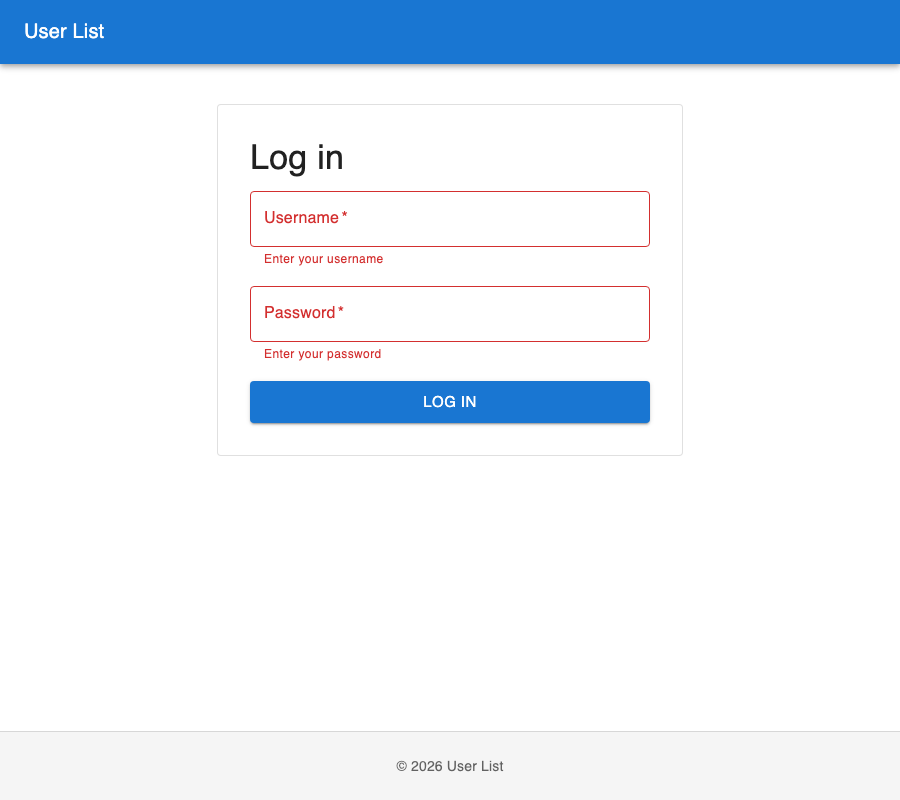 User List
Log in
Username *
Enter your username
Password *
Enter your password
LOG IN
© 2026 User List